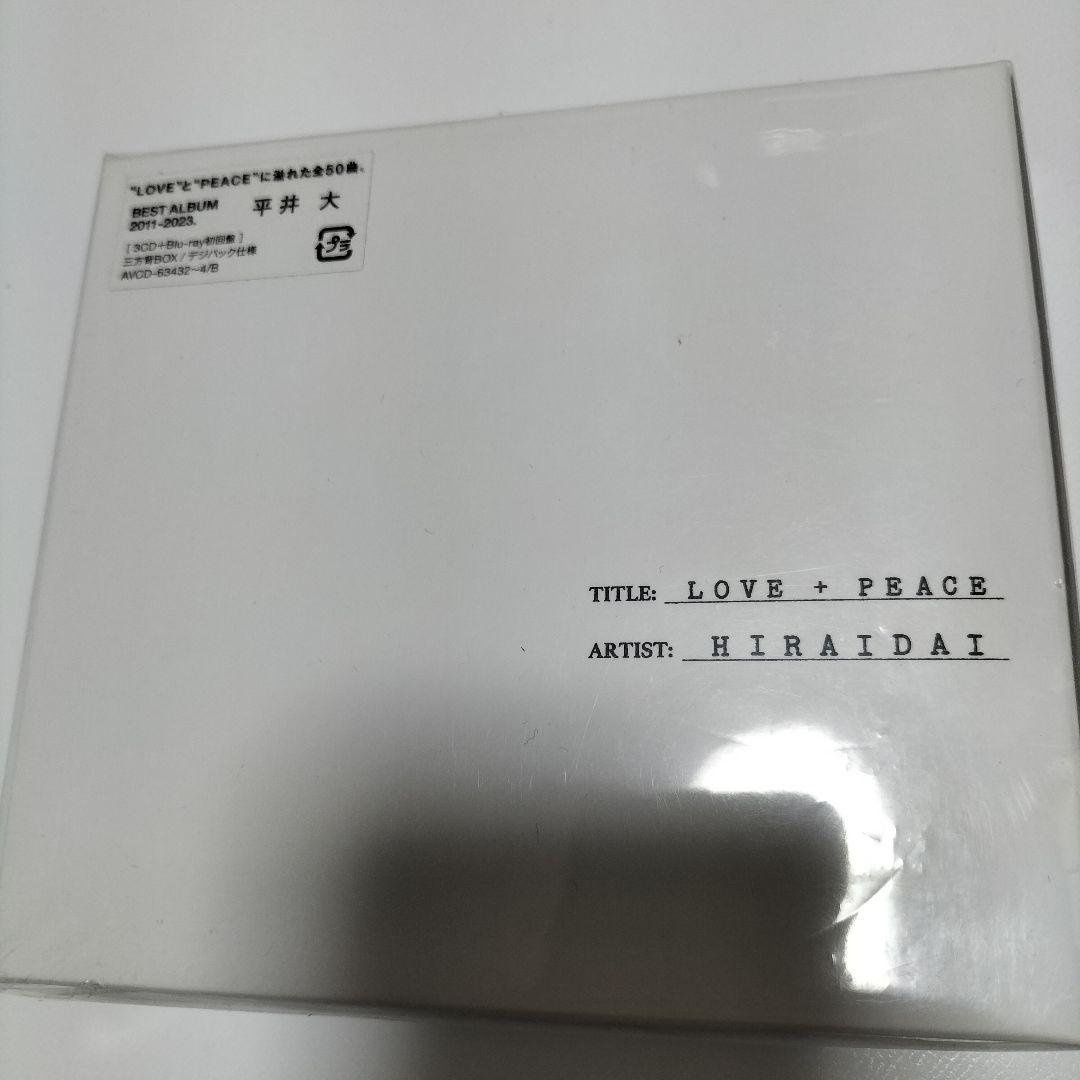 "LOVE"と"PEACE"に溢れた全50曲。
BEST ALBUM
2011-2023.
平井 大
[ 3CD+Blu-ray初回盤 ]
三方背BOX / デジパック仕様
AVCD-63432~4/B
プラ
TITLE: LOVE + PEACE
ARTIST: HIRAIDAI